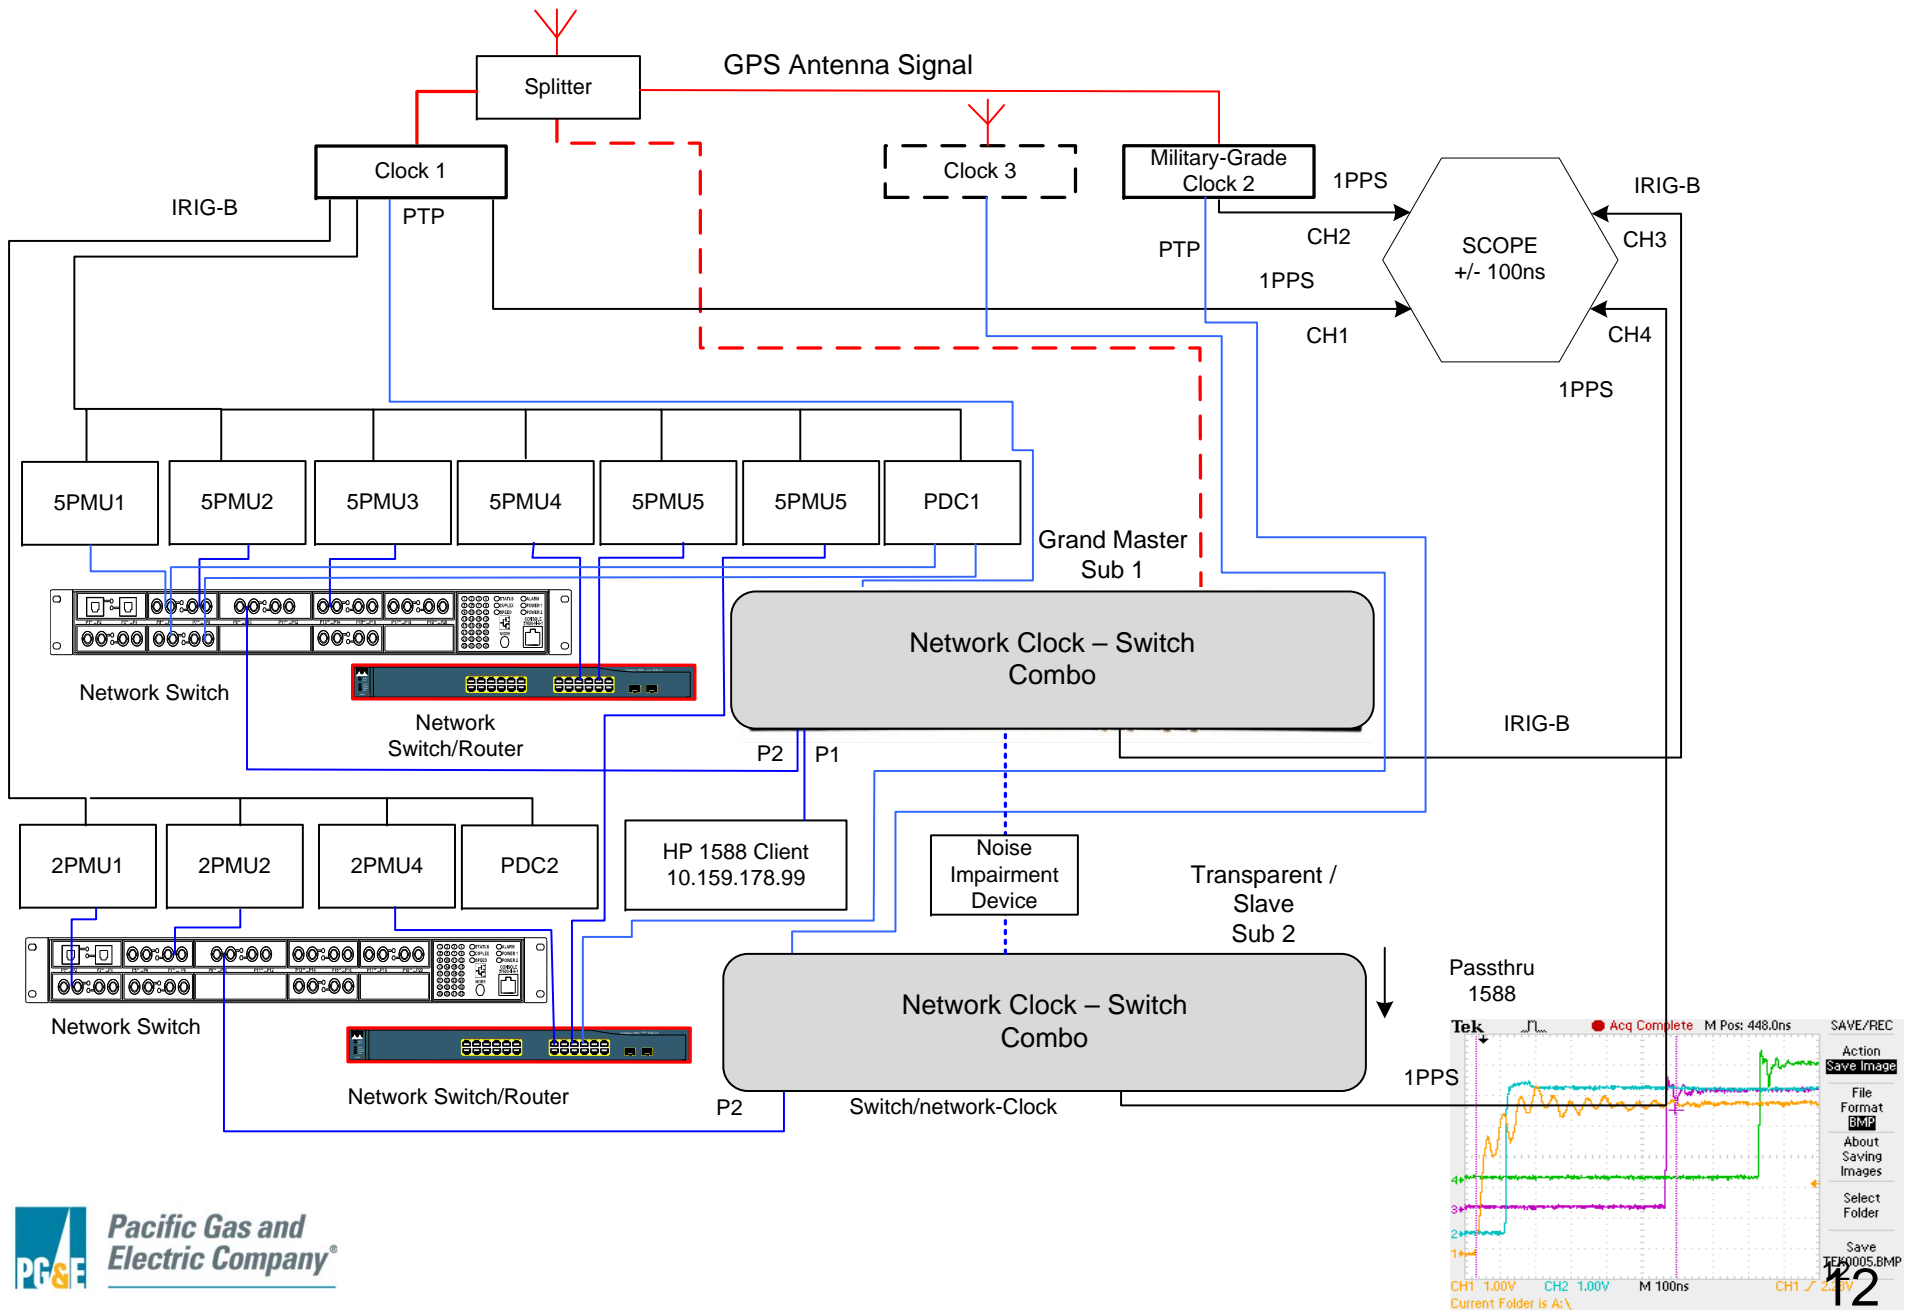 GPS Antenna Signal
Splitter
Clock 1
Clock 3
Military-Grade
Clock 2
1PPS
IRIG-B
IRIG-B
PTP
CH2
CH3
PTP
SCOPE
+/- 100ns
1PPS
CH1
CH4
1PPS
5PMU1
5PMU2
5PMU3
5PMU4
5PMU5
5PMU5
PDC1
Grand Master
Sub 1
Network Clock – Switch
Combo
Network Switch
Network
Switch/Router
IRIG-B
P2
P1
2PMU1
2PMU2
2PMU4
PDC2
HP 1588 Client
10.159.178.99
Noise
Impairment
Device
Transparent /
Slave
Sub 2
Network Clock – Switch
Combo
Passthru
1588
Network Switch
Network Switch/Router
P2
Switch/network-Clock
1PPS
Tek
Acq Complete
M Pos: 448.0ns
SAVE/REC
Action
Save Image
File
Format
BMP
About
Saving
Images
Select
Folder
Save
TEK0005.BMP
CH1 1.00V
CH2 1.00V
M 100ns
CH1
Current Folder is A:\
12
PG&E
Pacific Gas and
Electric Company®